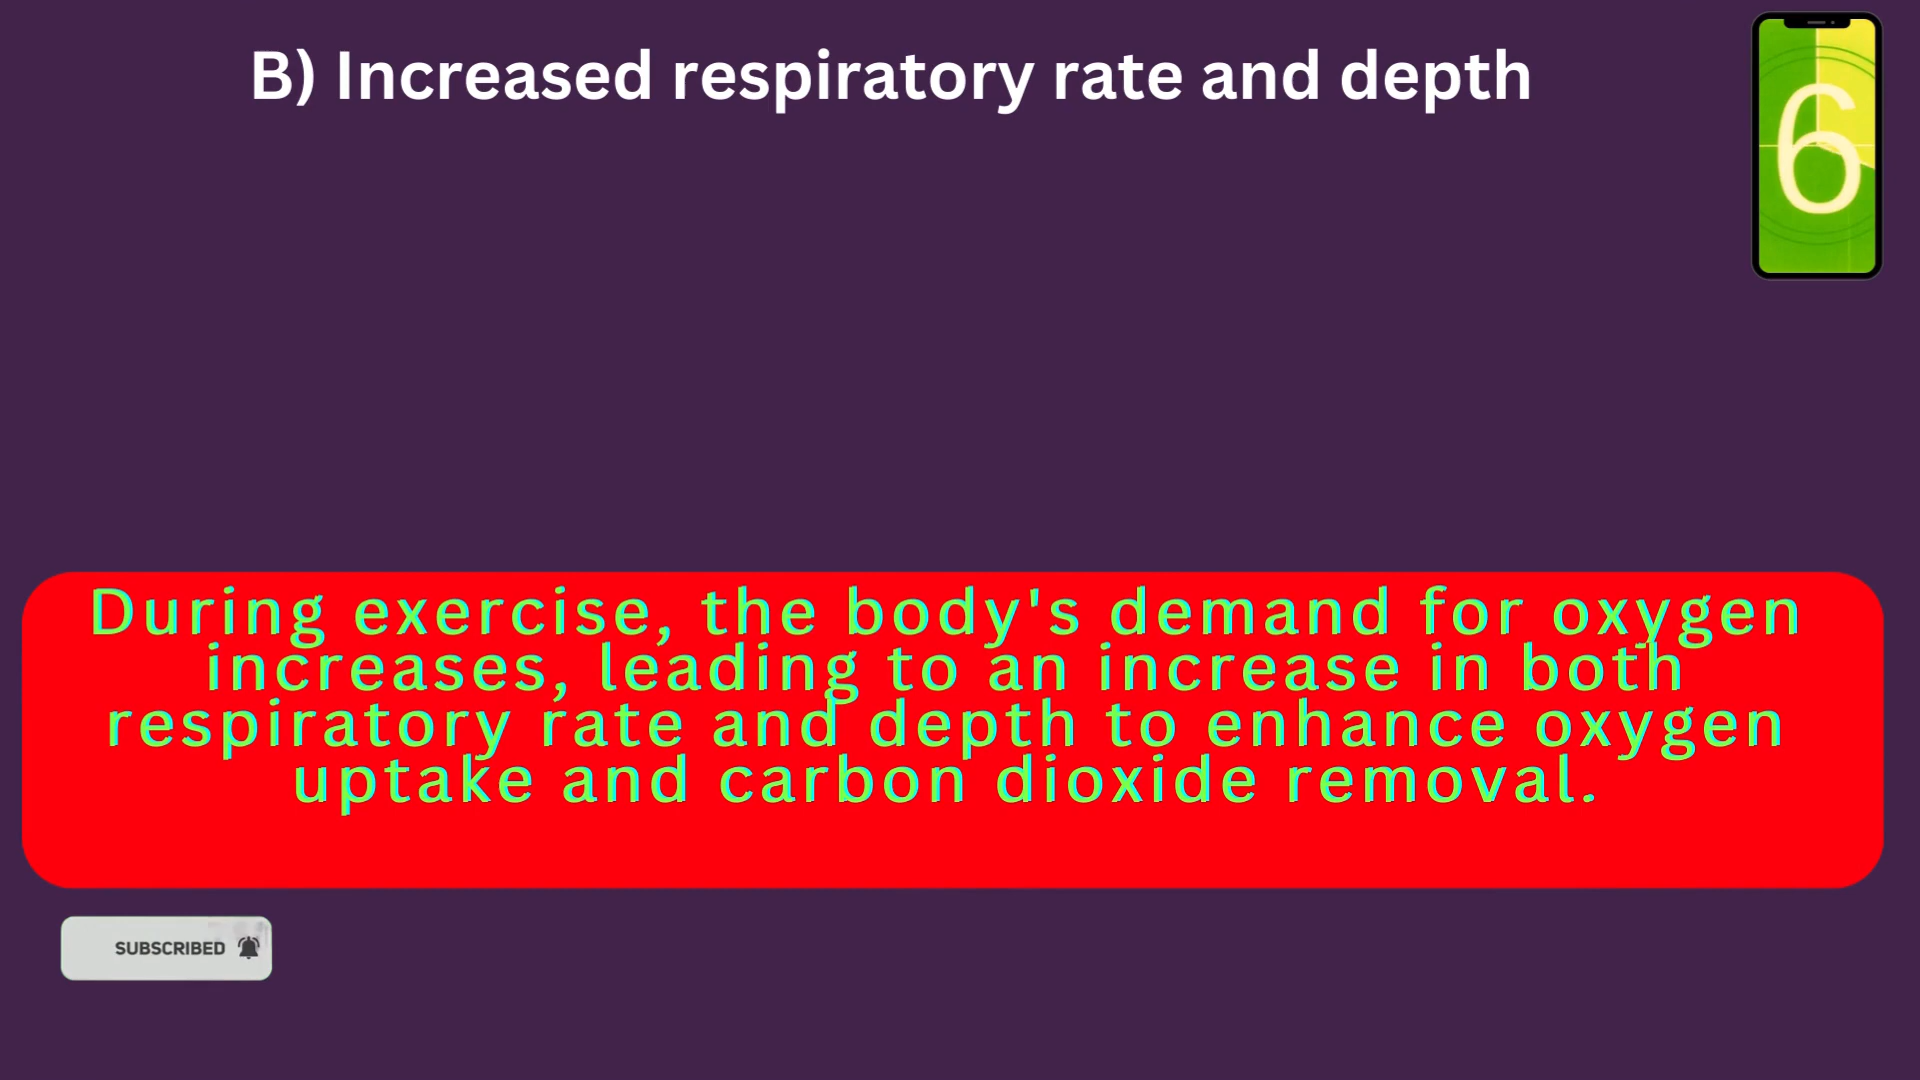 B) Increased respiratory rate and depth
6
During exercise, the body's demand for oxygen
increases, leading to an increase in both
respiratory rate and depth to enhance oxygen
uptake and carbon dioxide removal.
SUBSCRIBED